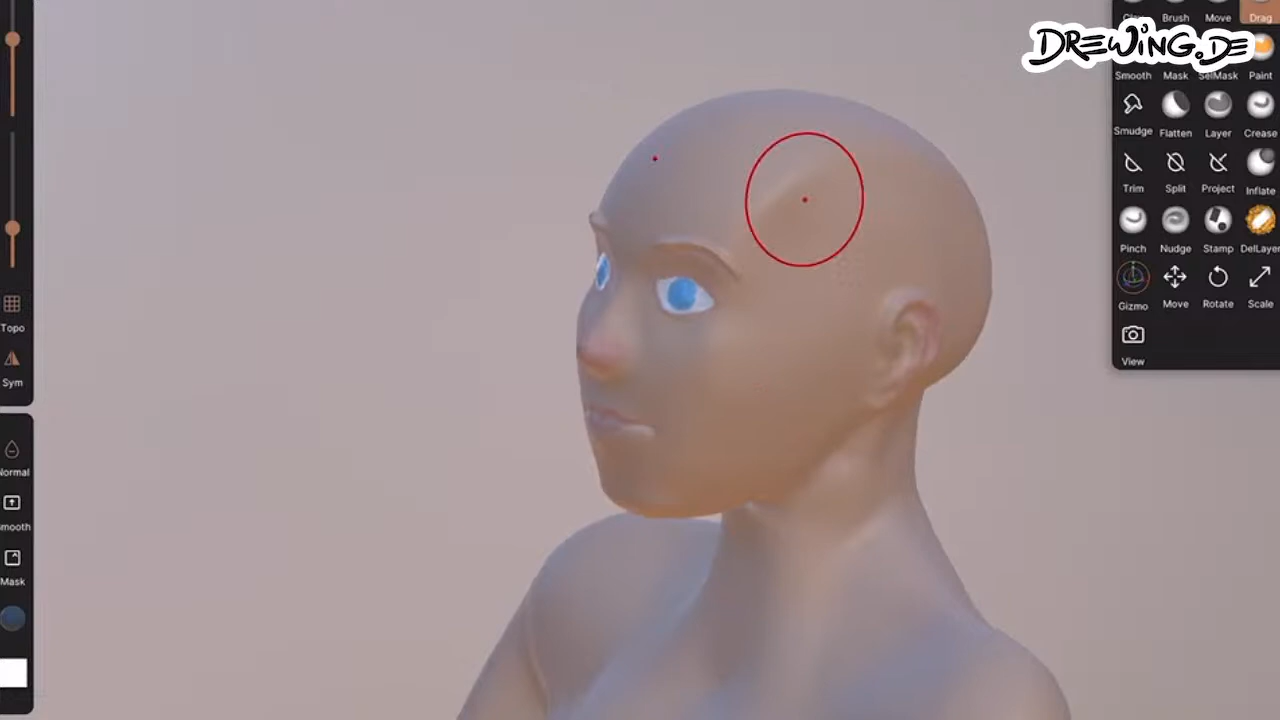 Clay Brush Move Drag
DREWING.DE
Smooth Mask SelMask Paint
Smudge Flatten Layer Crease
Trim Split Project Inflate
Pinch Nudge Stamp DelLayer
Gizmo Move Rotate Scale
View
Topo
Sym
Normal
mooth
Mask